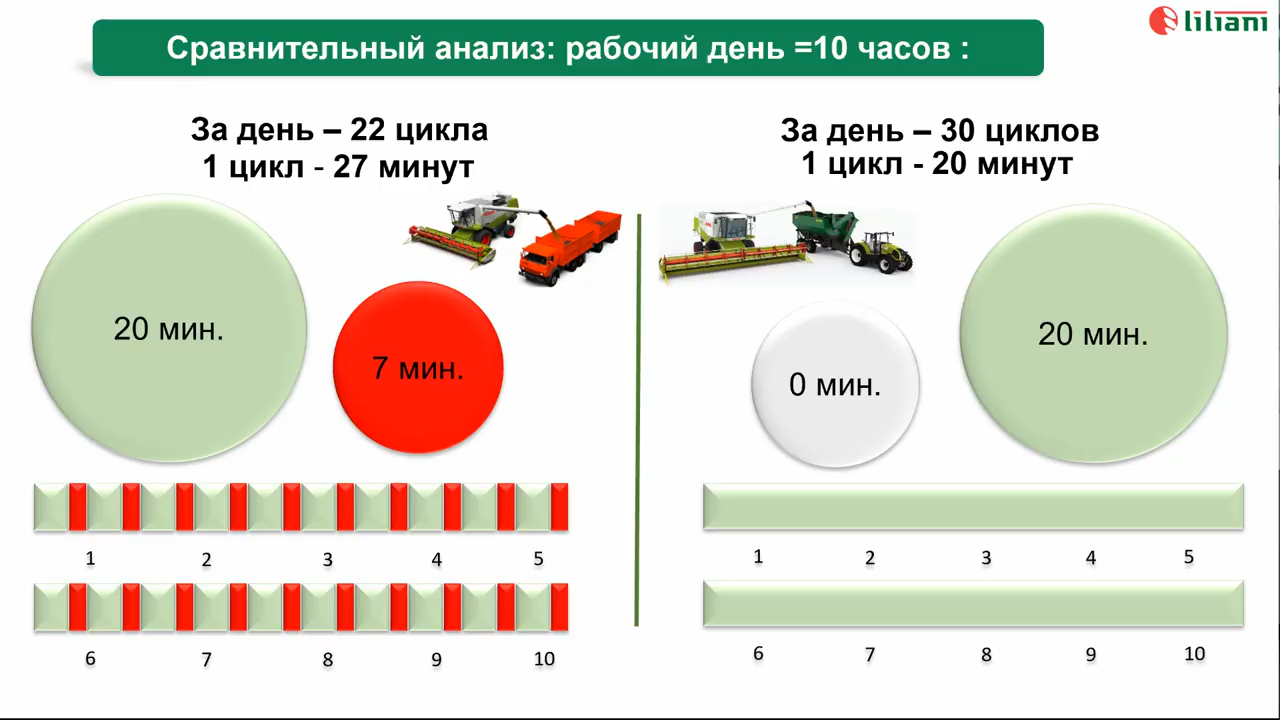 Сравнительный анализ: рабочий день =10 часов :
liliani
За день – 22 цикла
1 цикл - 27 минут
20 мин.
7 мин.
1 2 3 4 5
6 7 8 9 10
За день – 30 циклов
1 цикл - 20 минут
0 мин.
20 мин.
1 2 3 4 5
6 7 8 9 10